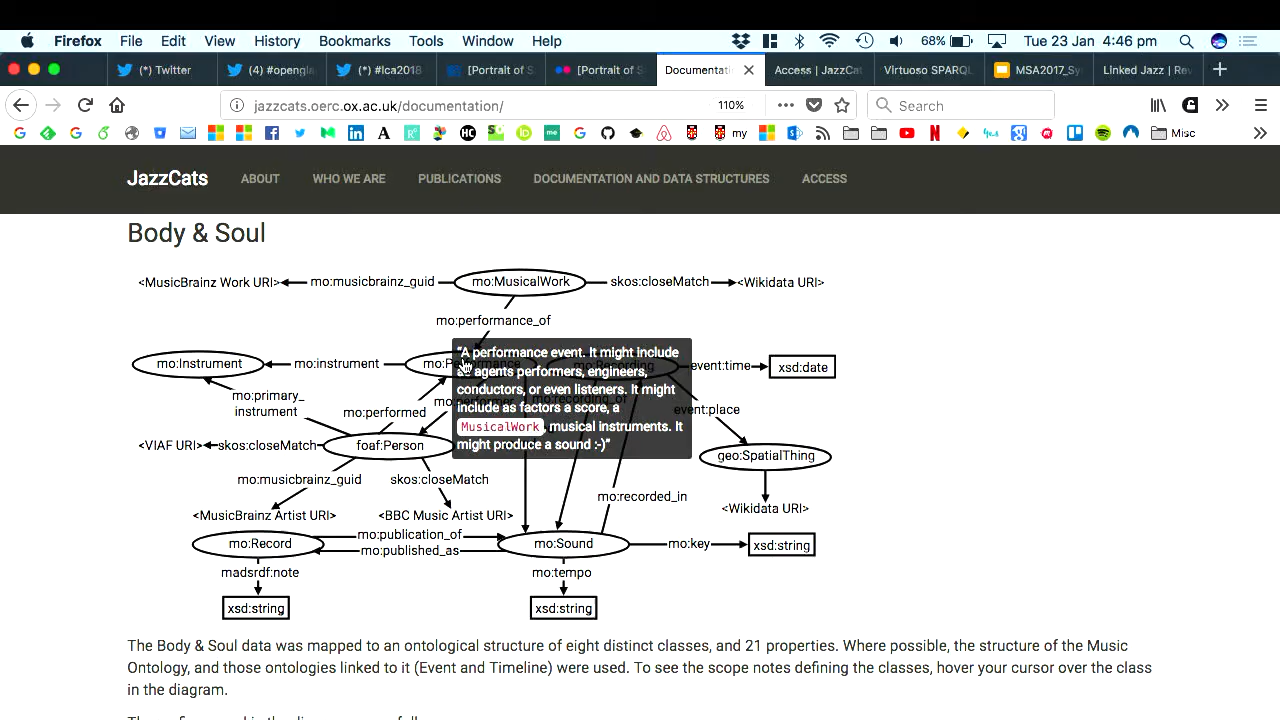 Firefox File Edit View History Bookmarks Tools Window Help 68% Tue 23 Jan 4:46 pm
(*) Twitter (4) #opengla (*) #lca2018 [Portrait of S [Portrait of S Documentati Access | JazzCat Virtuoso SPARQL MSA2017_Sy Linked Jazz | Rev
jazzcats.oerc.ox.ac.uk/documentation/ 110% Search
my Misc
JazzCats ABOUT WHO WE ARE PUBLICATIONS DOCUMENTATION AND DATA STRUCTURES ACCESS
Body & Soul
<MusicBrainz Work URI> mo:musicbrainz_guid mo:MusicalWork skos:closeMatch <Wikidata URI>
mo:performance_of
mo:Instrument mo:instrument mo:Performance mo:Recording event:time xsd:date
"A performance event. It might include
as agents performers, engineers,
conductors, or even listeners. It might
include as factors a score, a
MusicalWork, musical instruments. It
might produce a sound :-)"
mo:primary_
instrument
mo:performed mo:performer mo:recording_of event:place
<VIAF URI> skos:closeMatch foaf:Person geo:SpatialThing
mo:musicbrainz_guid skos:closeMatch mo:recorded_in
<Wikidata URI>
<MusicBrainz Artist URI> <BBC Music Artist URI>
mo:publication_of
mo:Record mo:Sound mo:key xsd:string
mo:published_as
madsrdf:note mo:tempo
xsd:string xsd:string
The Body & Soul data was mapped to an ontological structure of eight distinct classes, and 21 properties. Where possible, the structure of the Music
Ontology, and those ontologies linked to it (Event and Timeline) were used. To see the scope notes defining the classes, hover your cursor over the class
in the diagram.